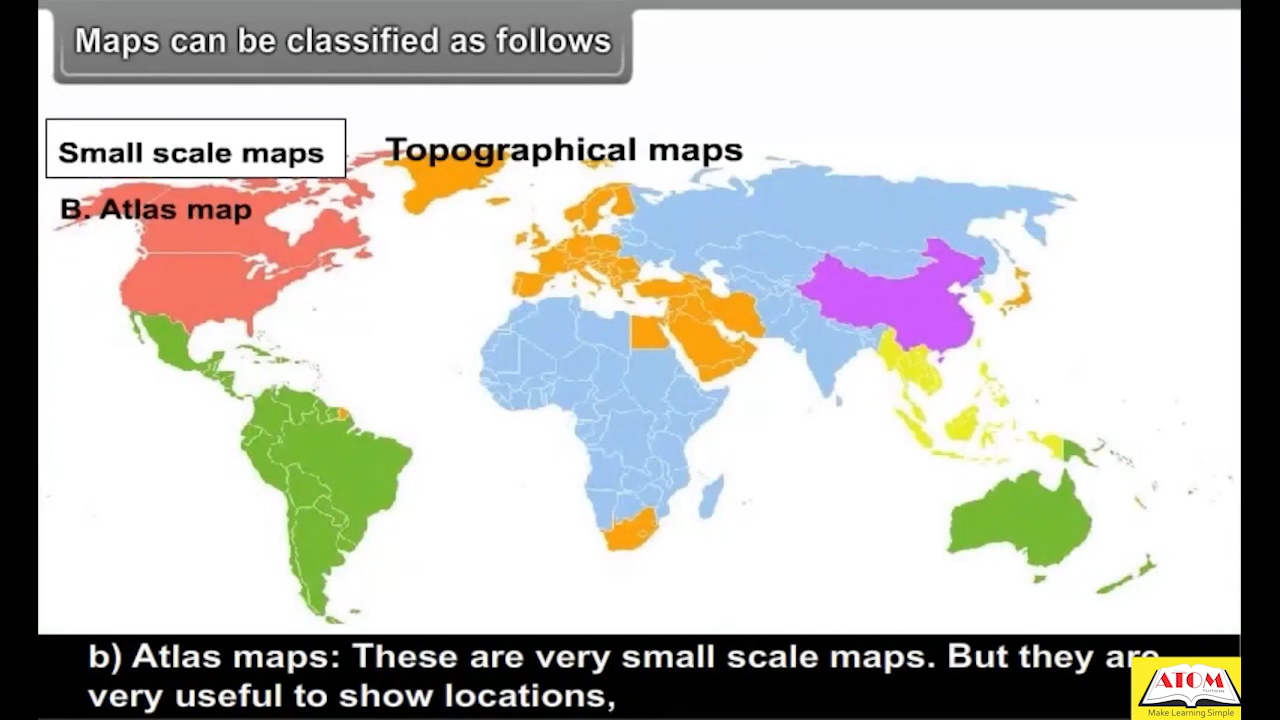 Maps can be classified as follows
Small scale maps
Topographical maps
B. Atlas map
b) Atlas maps: These are very small scale maps. But they are
very useful to show locations,
ATOM
Make Learning Simple